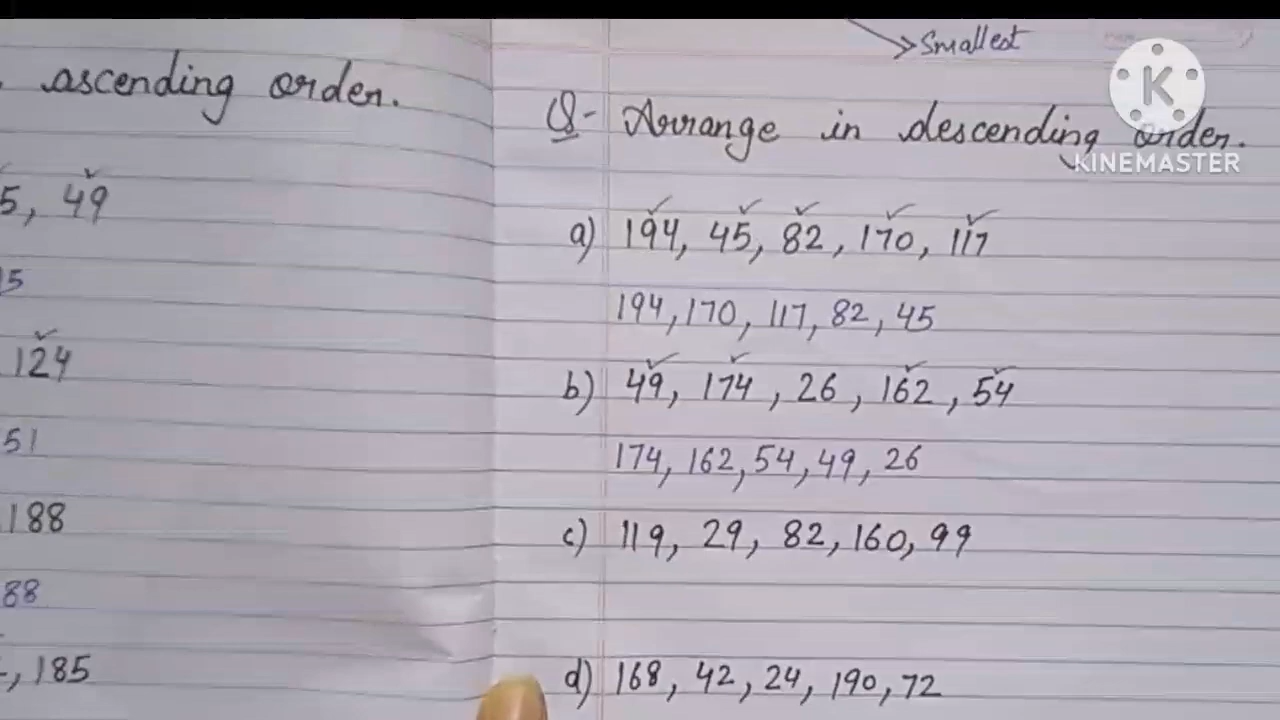 ascending order.
5, 49
5
124
51
188
88
, 185
Smallest
Q- Arrange in descending order.
KINEMASTER
a) 194, 45, 82, 170, 117
194, 170, 117, 82, 45
b) 49, 174, 26, 162, 54
174, 162, 54, 49, 26
c) 119, 29, 82, 160, 99
d) 168, 42, 24, 190, 72